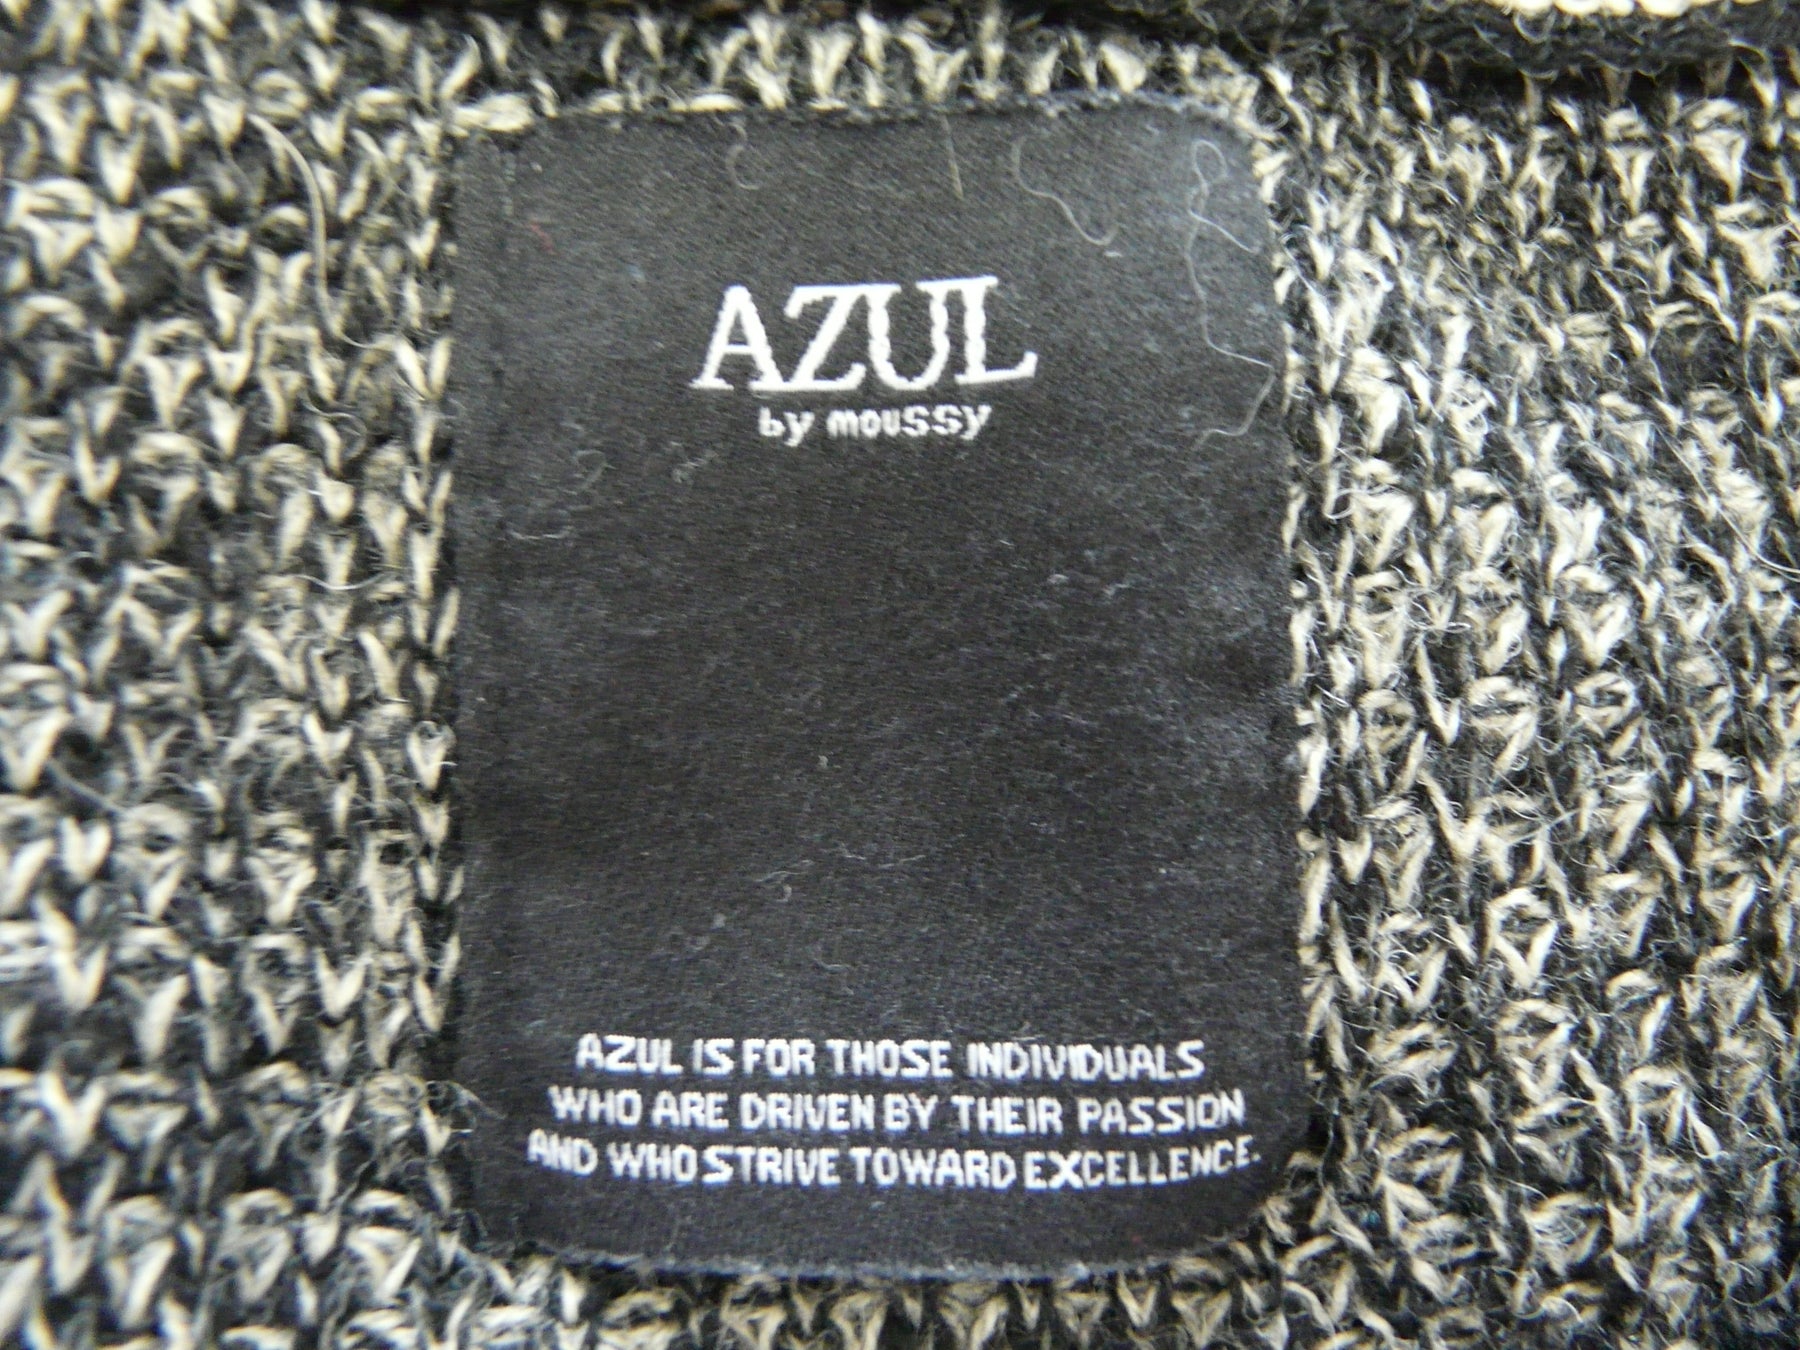 AZUL
by moussy
AZUL IS FOR THOSE INDIVIDUALS
WHO ARE DRIVEN BY THEIR PASSION
AND WHO STRIVE TOWARD EXCELLENCE.